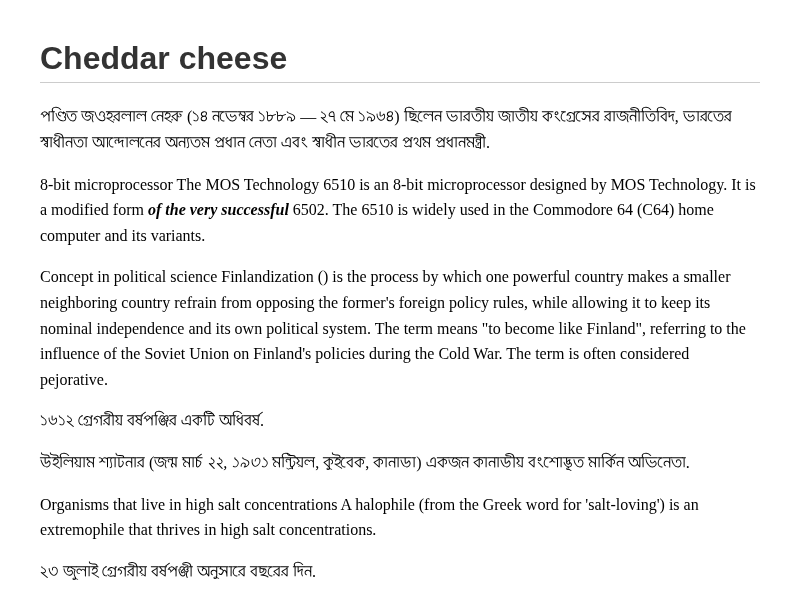 Cheddar cheese
পণ্ডিত জওহরলাল নেহরু (১৪ নভেম্বর ১৮৮৯ — ২৭ মে ১৯৬৪) ছিলেন ভারতীয় জাতীয় কংগ্রেসের রাজনীতিবিদ, ভারতের
স্বাধীনতা আন্দোলনের অন্যতম প্রধান নেতা এবং স্বাধীন ভারতের প্রথম প্রধানমন্ত্রী.
8-bit microprocessor The MOS Technology 6510 is an 8-bit microprocessor designed by MOS Technology. It is
a modified form of the very successful 6502. The 6510 is widely used in the Commodore 64 (C64) home
computer and its variants.
Concept in political science Finlandization () is the process by which one powerful country makes a smaller
neighboring country refrain from opposing the former's foreign policy rules, while allowing it to keep its
nominal independence and its own political system. The term means "to become like Finland", referring to the
influence of the Soviet Union on Finland's policies during the Cold War. The term is often considered
pejorative.
১৬১২ গ্রেগরীয় বর্ষপঞ্জির একটি অধিবর্ষ.
উইলিয়াম শ্যাটনার (জন্ম মার্চ ২২, ১৯৩১ মন্ট্রিয়ল, কুইবেক, কানাডা) একজন কানাডীয় বংশোদ্ভূত মার্কিন অভিনেতা.
Organisms that live in high salt concentrations A halophile (from the Greek word for 'salt-loving') is an
extremophile that thrives in high salt concentrations.
২৩ জুলাই গ্রেগরীয় বর্ষপঞ্জী অনুসারে বছরের দিন.